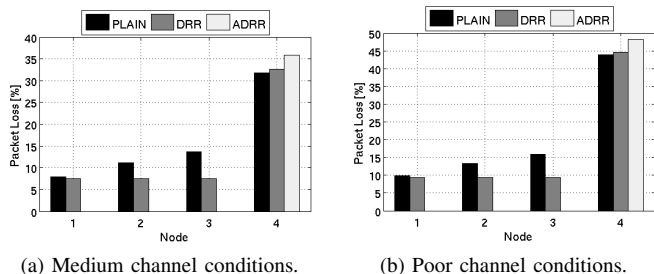 PLAIN DRR ADRR
Packet Loss [%]
40
35
30
25
20
15
10
5
0
1 2 3 4
Node
(a) Medium channel conditions.
PLAIN DRR ADRR
Packet Loss [%]
50
45
40
35
30
25
20
15
10
5
0
1 2 3 4
Node
(b) Poor channel conditions.